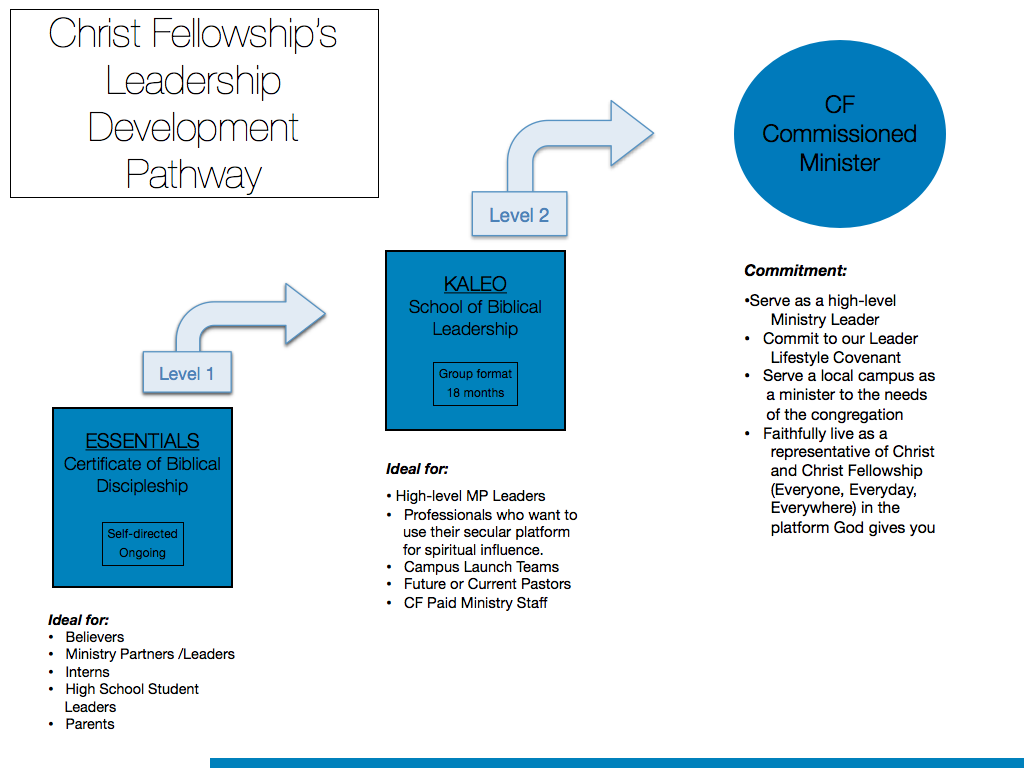 Christ Fellowship's
Leadership
Development
Pathway
Level 1
ESSENTIALS
Certificate of Biblical
Discipleship
Self-directed
Ongoing
Ideal for:
• Believers
• Ministry Partners /Leaders
• Interns
• High School Student
Leaders
• Parents
Level 2
KALEO
School of Biblical
Leadership
Group format
18 months
Ideal for:
• High-level MP Leaders
• Professionals who want to
use their secular platform
for spiritual influence.
• Campus Launch Teams
• Future or Current Pastors
• CF Paid Ministry Staff
CF
Commissioned
Minister
Commitment:
•Serve as a high-level
Ministry Leader
• Commit to our Leader
Lifestyle Covenant
• Serve a local campus as
a minister to the needs
of the congregation
• Faithfully live as a
representative of Christ
and Christ Fellowship
(Everyone, Everyday,
Everywhere) in the
platform God gives you